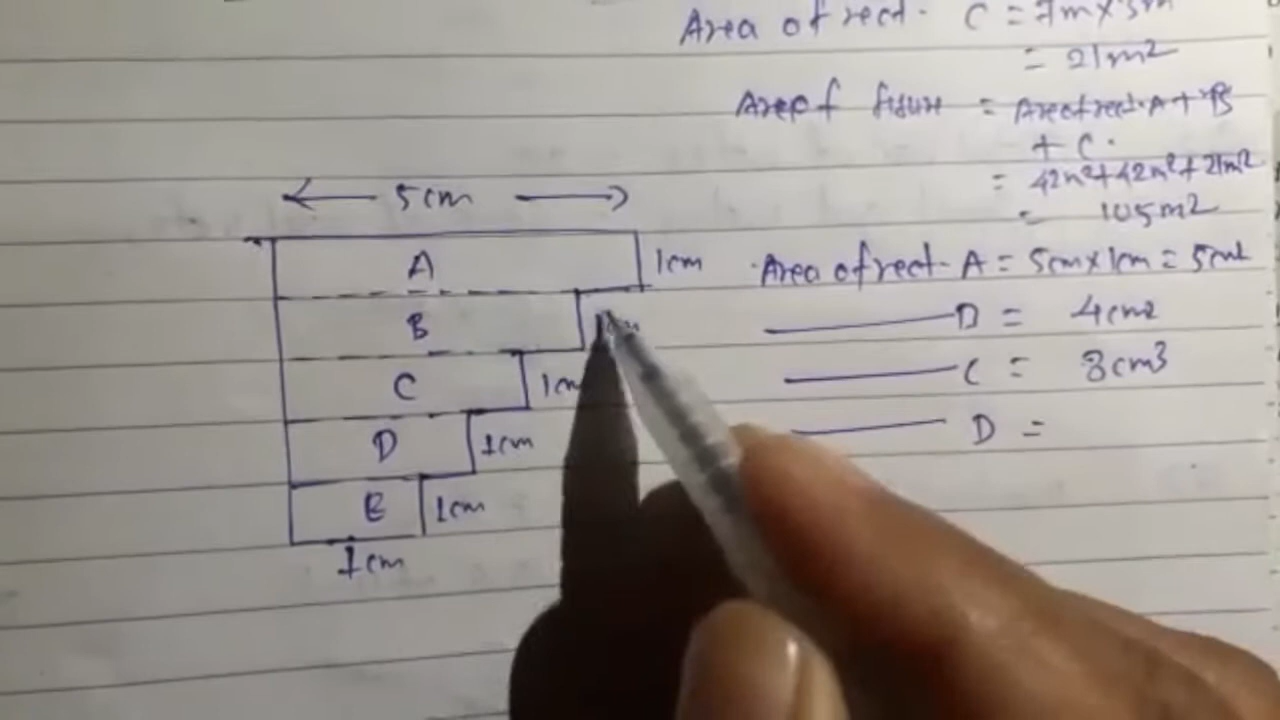 Area of rect. C = 7m x 3m
= 21m2
Area of figure = Area of rect. A + B
+ C.
= 42m2+42m2+21m2
= 105m2
5cm
A
1cm
Area of rect. A = 5cm x 1cm = 5cm2
B
B = 4cm2
C
1cm
C = 3cm3
D
1cm
D =
E
1cm
1cm